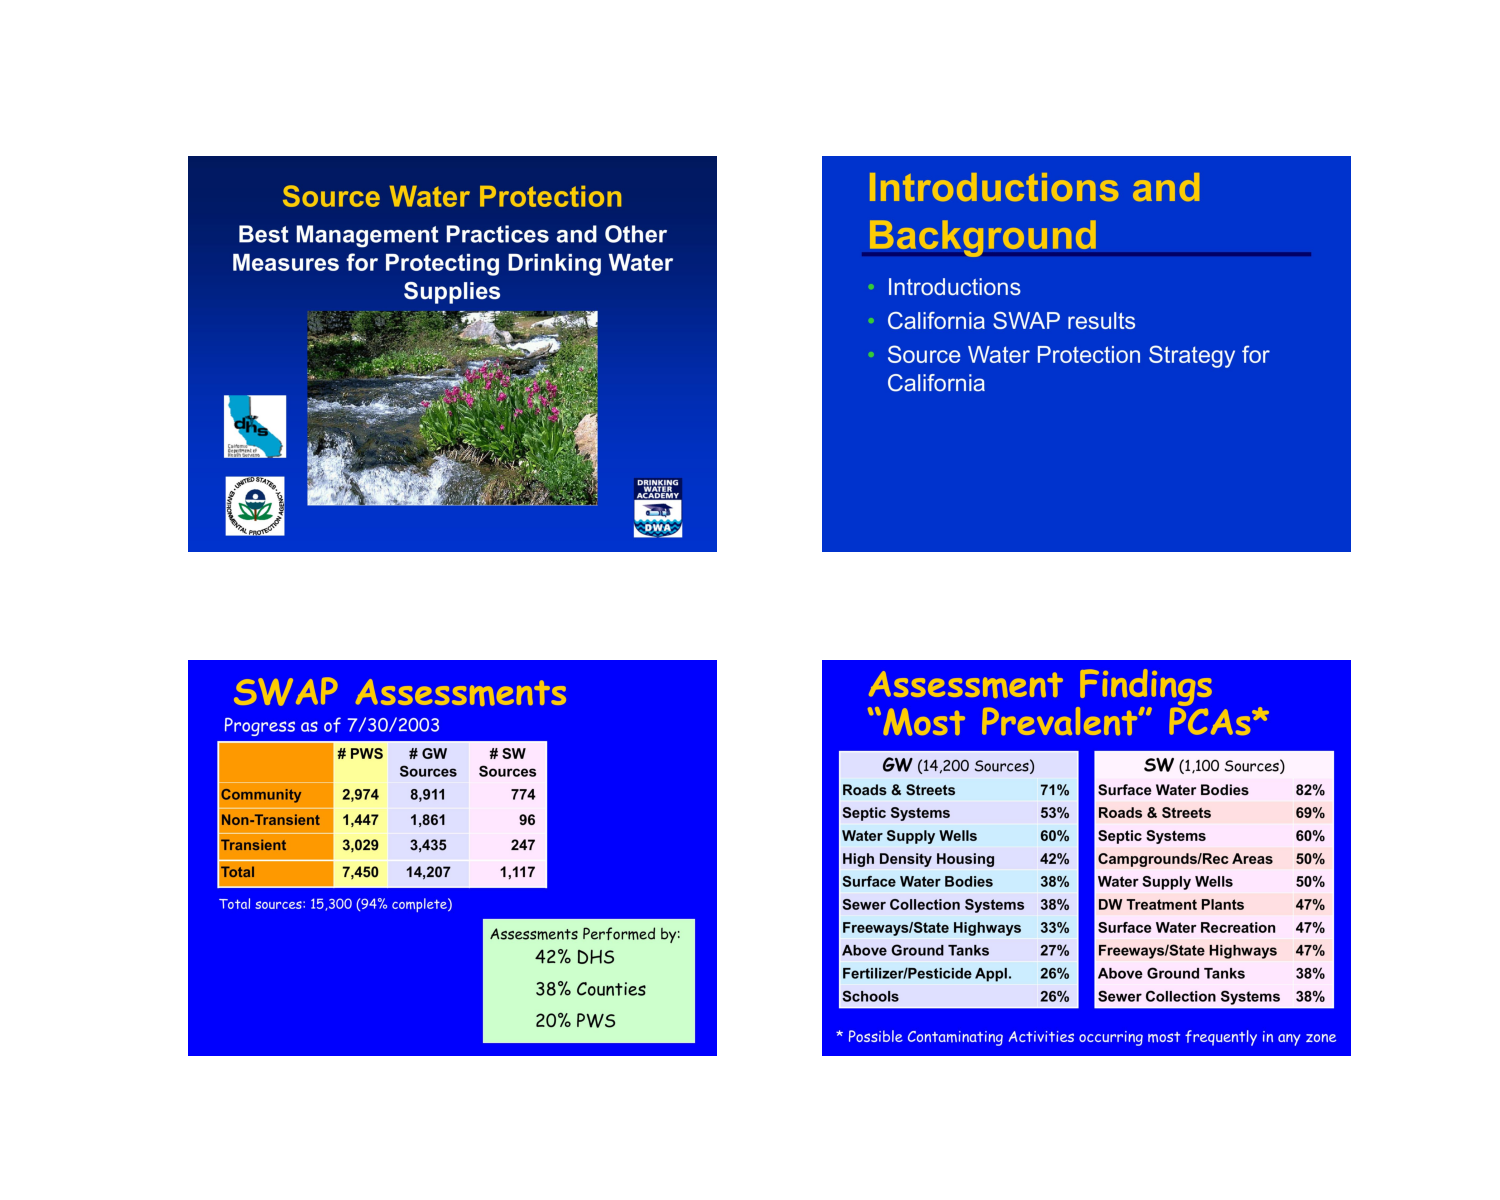 Source Water Protection
Best Management Practices and Other
Measures for Protecting Drinking Water
Supplies
dhs
California
Department of
Health Services
UNITED STATES
ENVIRONMENTAL PROTECTION AGENCY
DRINKING
WATER
ACADEMY
DWA
Introductions and
Background
• Introductions
• California SWAP results
• Source Water Protection Strategy for
California
SWAP Assessments
Progress as of 7/30/2003
# PWS # GW Sources # SW Sources
Community 2,974 8,911 774
Non-Transient 1,447 1,861 96
Transient 3,029 3,435 247
Total 7,450 14,207 1,117
Total sources: 15,300 (94% complete)
Assessments Performed by:
42% DHS
38% Counties
20% PWS
Assessment Findings
“Most Prevalent” PCAs*
GW (14,200 Sources)
Roads & Streets 71%
Septic Systems 53%
Water Supply Wells 60%
High Density Housing 42%
Surface Water Bodies 38%
Sewer Collection Systems 38%
Freeways/State Highways 33%
Above Ground Tanks 27%
Fertilizer/Pesticide Appl. 26%
Schools 26%
SW (1,100 Sources)
Surface Water Bodies 82%
Roads & Streets 69%
Septic Systems 60%
Campgrounds/Rec Areas 50%
Water Supply Wells 50%
DW Treatment Plants 47%
Surface Water Recreation 47%
Freeways/State Highways 47%
Above Ground Tanks 38%
Sewer Collection Systems 38%
* Possible Contaminating Activities occurring most frequently in any zone